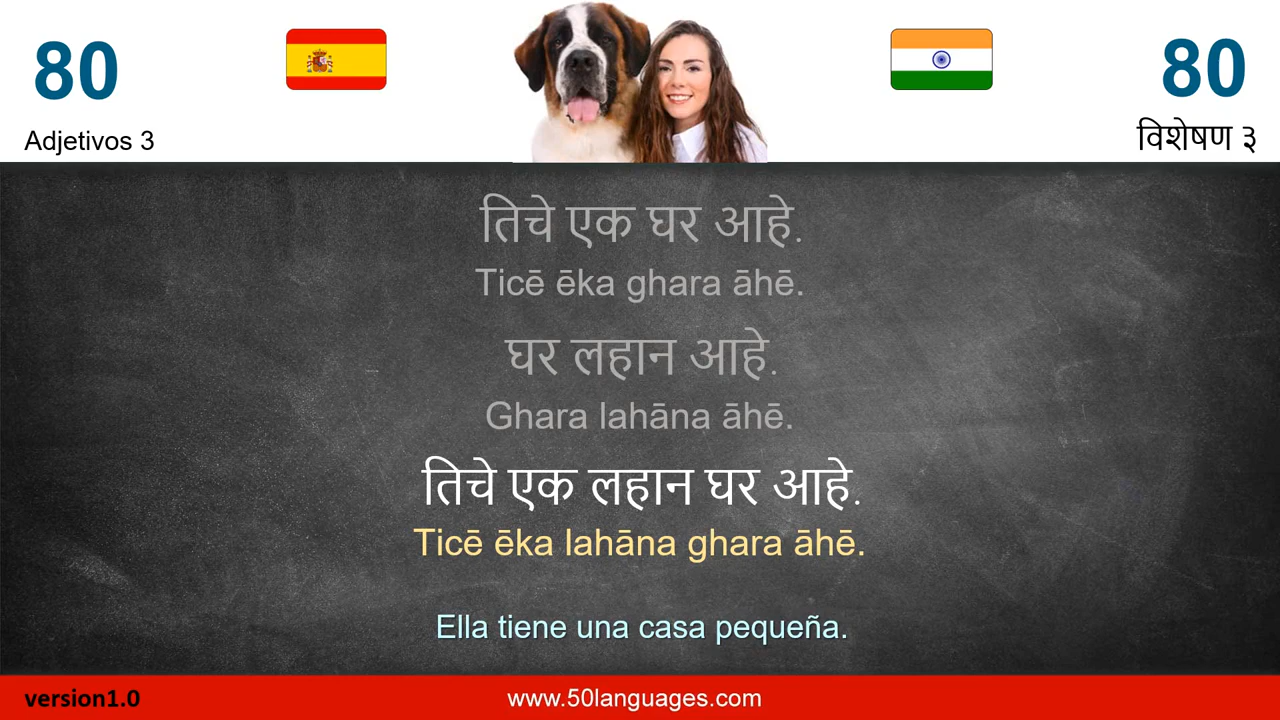 80
80
Adjetivos 3
विशेषण ३
तिचे एक घर आहे.
Ticē ēka ghara āhē.
घर लहान आहे.
Ghara lahāna āhē.
तिचे एक लहान घर आहे.
Ticē ēka lahāna ghara āhē.
Ella tiene una casa pequeña.
version1.0
www.50languages.com